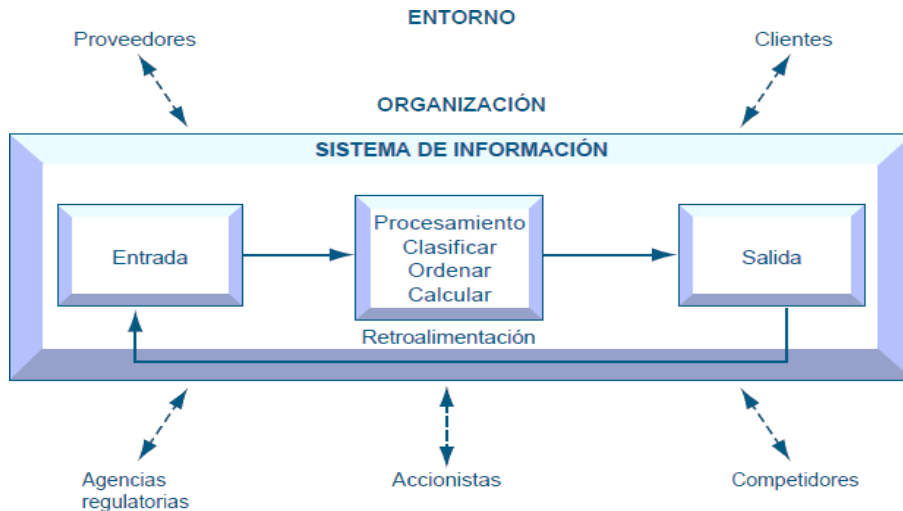 ENTORNO
Proveedores
Clientes
ORGANIZACIÓN
SISTEMA DE INFORMACIÓN
Entrada
Procesamiento
Clasificar
Ordenar
Calcular
Salida
Retroalimentación
Agencias
regulatorias
Accionistas
Competidores